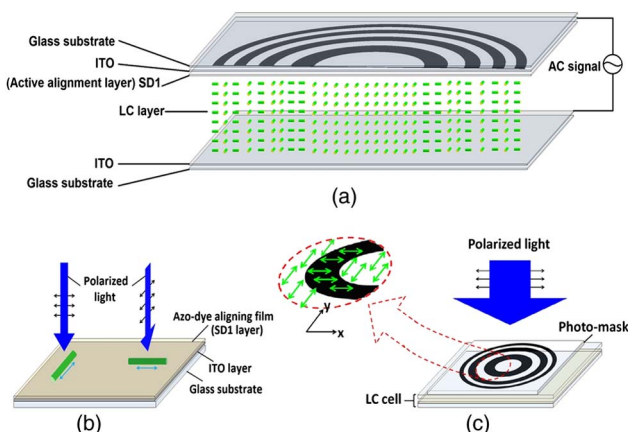 Glass substrate
ITO
(Active alignment layer) SD1
LC layer
ITO
Glass substrate
AC signal
(a)
Polarized
light
Azo-dye aligning film
(SD1 layer)
ITO layer
Glass substrate
(b)
y
x
Polarized light
Photo-mask
LC cell
(c)